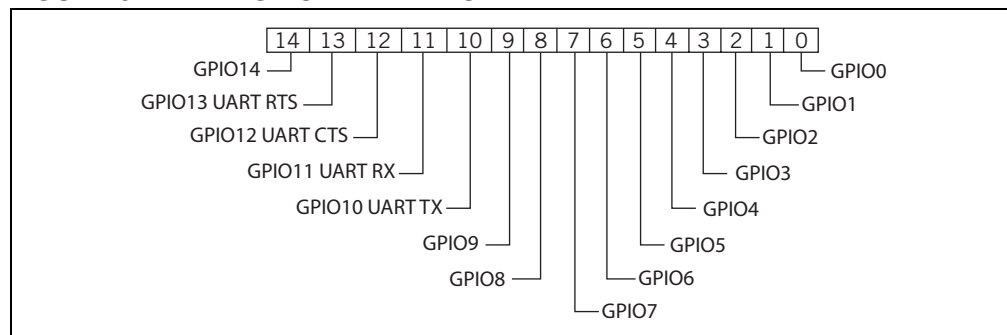 14 13 12 11 10 9 8 7 6 5 4 3 2 1 0
GPIO14
GPIO0
GPIO13 UART RTS
GPIO1
GPIO12 UART CTS
GPIO2
GPIO11 UART RX
GPIO3
GPIO10 UART TX
GPIO4
GPIO9
GPIO5
GPIO8
GPIO6
GPIO7